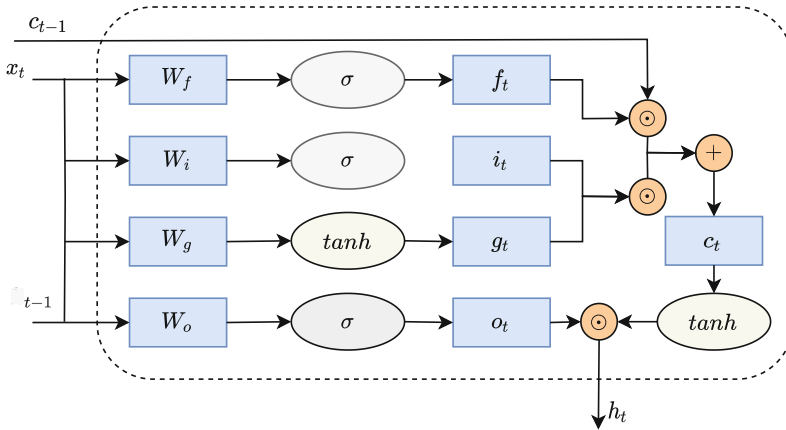 c_{t-1}
x_t
W_f σ f_t ⊙
W_i σ i_t +
⊙
W_g tanh g_t c_t
_{t-1}
W_o σ o_t ⊙ tanh
h_t